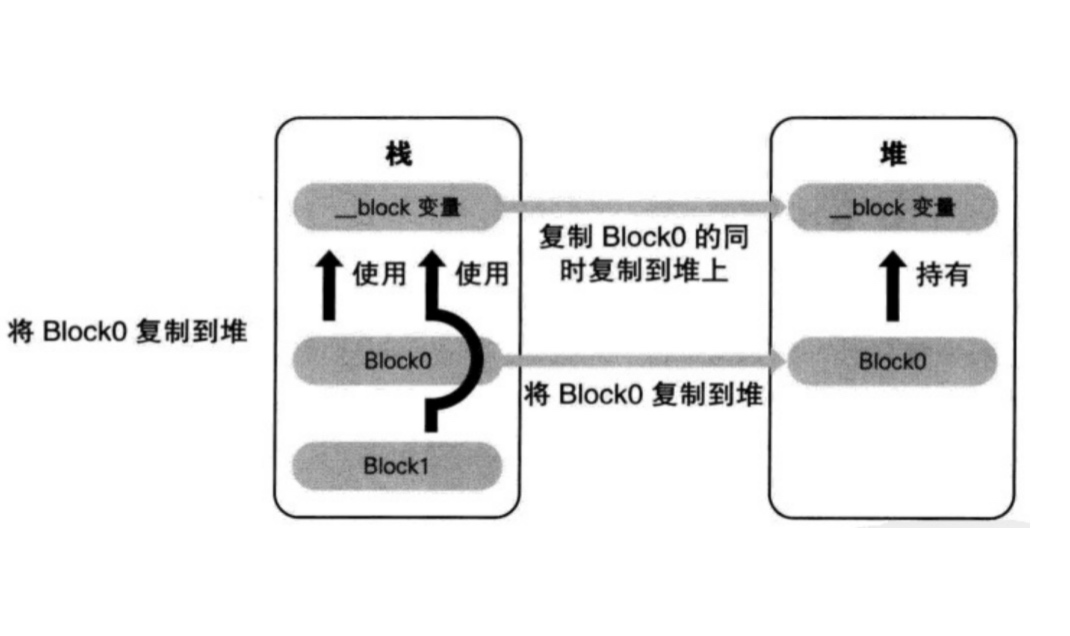 栈
堆
__block 变量
__block 变量
复制 Block0 的同
时复制到堆上
使用
使用
持有
将 Block0 复制到堆
Block0
Block0
将 Block0 复制到堆
Block1